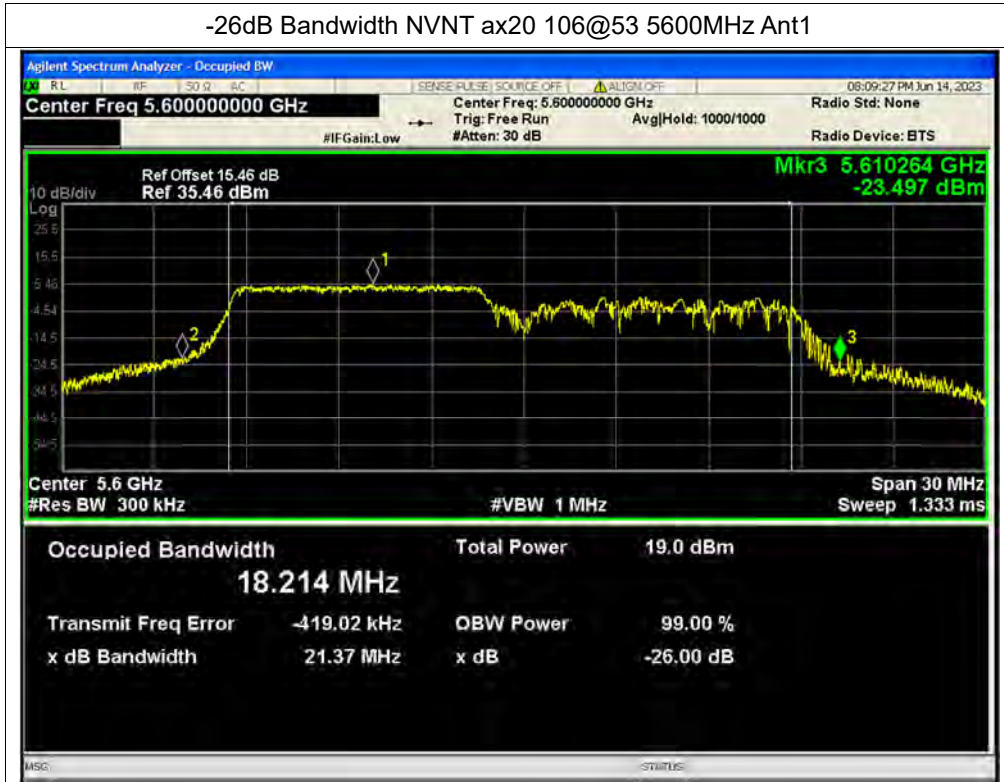 -26dB Bandwidth NVNT ax20 106@53 5600MHz Ant1
Agilent Spectrum Analyzer - Occupied BW
LXI RL RF 50 Ω AC SENSE:PULSE SOURCE OFF ALIGN OFF 08:09:27 PM Jun 14, 2023
Center Freq 5.600000000 GHz Center Freq: 5.600000000 GHz Radio Std: None
Trig: Free Run Avg|Hold: 1000/1000
#IFGain:Low #Atten: 30 dB Radio Device: BTS
Mkr3 5.610264 GHz
-23.497 dBm
Ref Offset 15.46 dB
10 dB/div Ref 35.46 dBm
Log
25.5
15.5
5.46
-4.54
-14.5
-24.5
-34.5
-44.5
-54.5
1
2
3
Center 5.6 GHz Span 30 MHz
#Res BW 300 kHz #VBW 1 MHz Sweep 1.333 ms
Occupied Bandwidth Total Power 19.0 dBm
18.214 MHz
Transmit Freq Error -419.02 kHz OBW Power 99.00 %
x dB Bandwidth 21.37 MHz x dB -26.00 dB
MSG STATUS